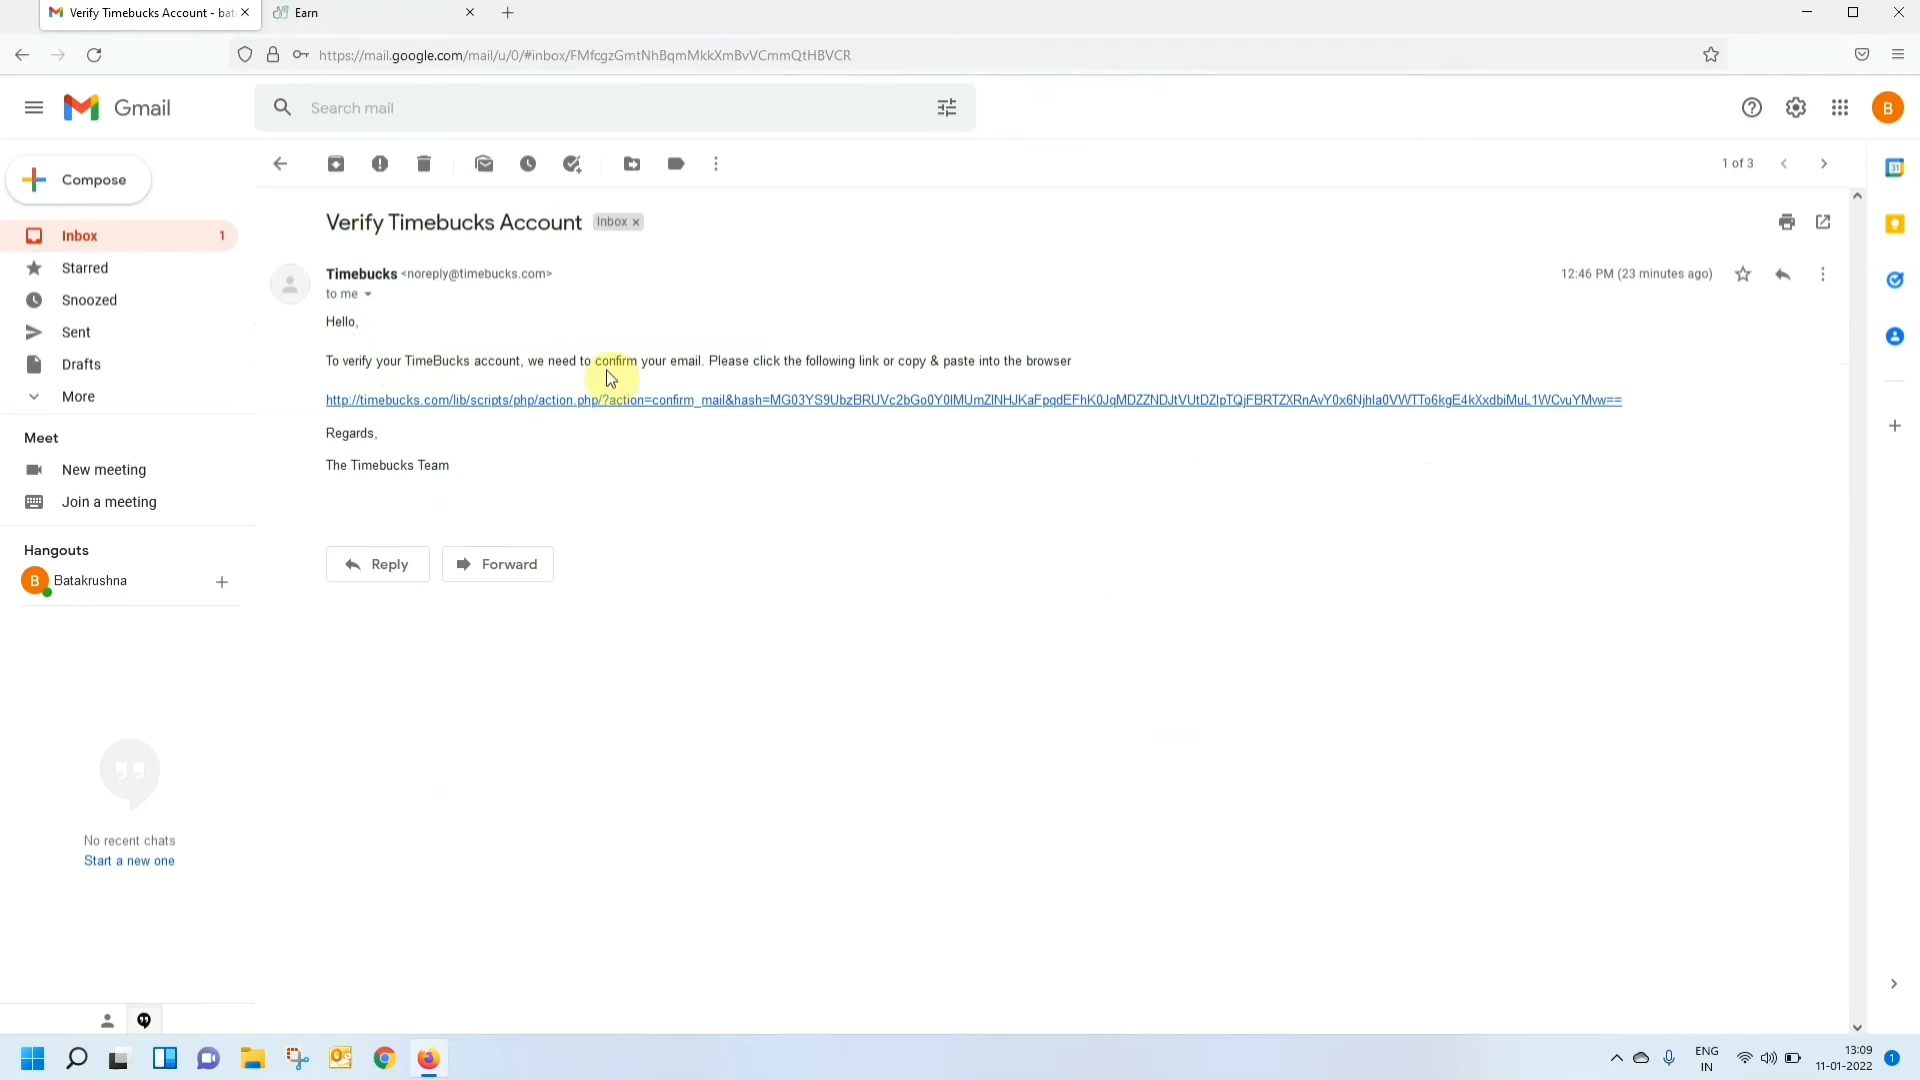 Verify Timebucks Account - bat
Earn
https://mail.google.com/mail/u/0/#inbox/FMfcgzGmtNhBqmMkkXmBvVCmmQtHBVCR
Gmail
Search mail
B
Compose
1 of 3
31
Inbox 1
Starred
Snoozed
Sent
Drafts
More
Verify Timebucks Account Inbox x
Timebucks <noreply@timebucks.com> 12:46 PM (23 minutes ago)
to me
Hello,
To verify your TimeBucks account, we need to confirm your email. Please click the following link or copy & paste into the browser
http://timebucks.com/lib/scripts/php/action.php/?action=confirm_mail&hash=MG03YS9UbzBRUVc2bGo0Y0lMUmZlNHJKaFpqdEFhK0JqMDZZNDJtVUtDZlpTQjFBRTZXRnAvY0x6Njhla0VWTTo6kgE4kXxdbiMuL1WCvuYMvw==
Regards,
The Timebucks Team
Reply
Forward
Meet
New meeting
Join a meeting
Hangouts
B Batakrushna
No recent chats
Start a new one
ENG
IN
13:09
11-01-2022
1